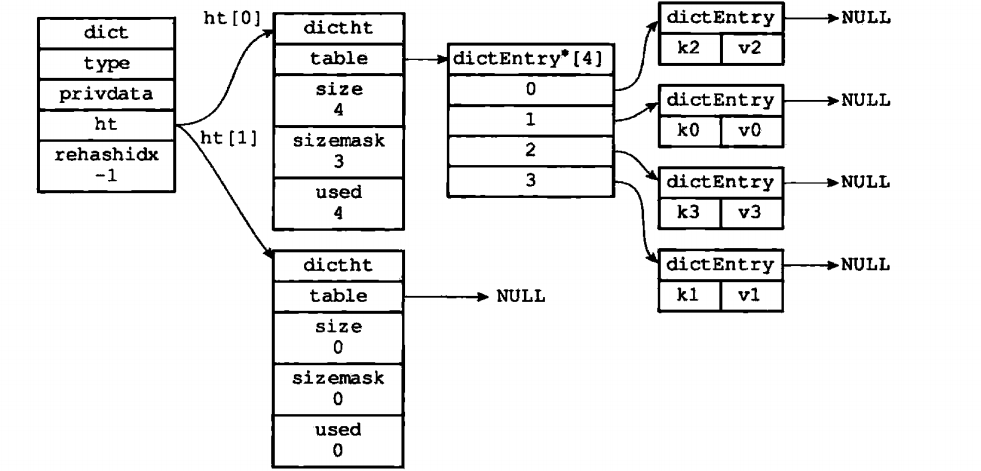 dict
type
privdata
ht
rehashidx
-1
ht[0]
ht[1]
dictht
table
size
4
sizemask
3
used
4
dictht
table
NULL
size
0
sizemask
0
used
0
dictEntry*[4]
0
1
2
3
dictEntry NULL
k2 v2
dictEntry NULL
k0 v0
dictEntry NULL
k3 v3
dictEntry NULL
k1 v1